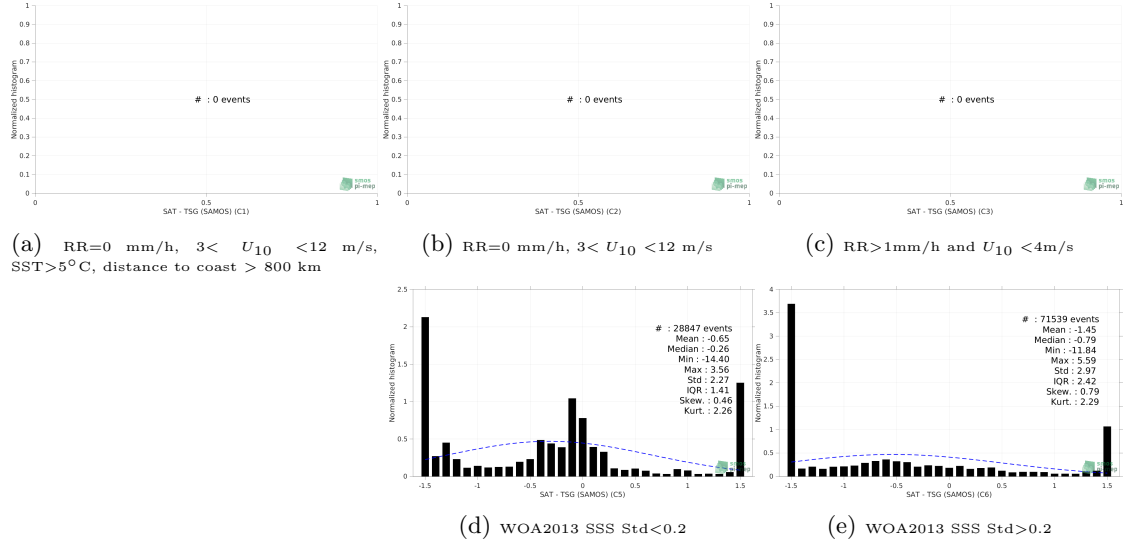 1
0.9
0.8
0.7
0.6
0.5
0.4
0.3
0.2
0.1
0
Normalized histogram
# : 0 events
smos
pi-mep
0 0.5 1
SAT - TSG (SAMOS) (C1)
(a) RR=0 mm/h, 3< U10 <12 m/s,
SST>5°C, distance to coast > 800 km
1
0.9
0.8
0.7
0.6
0.5
0.4
0.3
0.2
0.1
0
Normalized histogram
# : 0 events
smos
pi-mep
0 0.5 1
SAT - TSG (SAMOS) (C2)
(b) RR=0 mm/h, 3< U10 <12 m/s
1
0.9
0.8
0.7
0.6
0.5
0.4
0.3
0.2
0.1
0
Normalized histogram
# : 0 events
smos
pi-mep
0 0.5 1
SAT - TSG (SAMOS) (C3)
(c) RR>1mm/h and U10 <4m/s
2.5
2
1.5
1
0.5
0
Normalized histogram
# : 28847 events
Mean : -0.65
Median : -0.26
Min : -14.40
Max : 3.56
Std : 2.27
IQR : 1.41
Skew. : 0.46
Kurt. : 2.26
smos
pi-mep
-1.5 -1 -0.5 0 0.5 1 1.5
SAT - TSG (SAMOS) (C5)
(d) WOA2013 SSS Std<0.2
4
3.5
3
2.5
2
1.5
1
0.5
0
Normalized histogram
# : 71539 events
Mean : -1.45
Median : -0.79
Min : -11.84
Max : 5.59
Std : 2.97
IQR : 2.42
Skew. : 0.79
Kurt. : 2.29
smos
pi-mep
-1.5 -1 -0.5 0 0.5 1 1.5
SAT - TSG (SAMOS) (C6)
(e) WOA2013 SSS Std>0.2